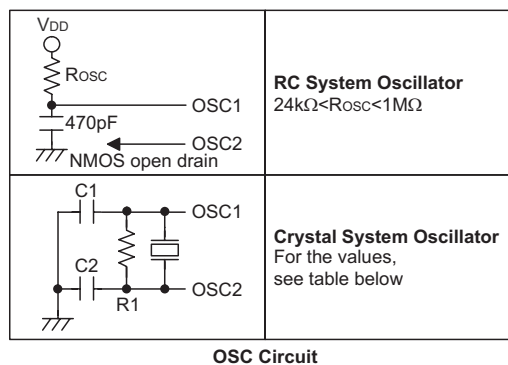 VDD
ROSC
OSC1
470pF
OSC2
NMOS open drain
RC System Oscillator
24kΩ<ROSC<1MΩ
C1
OSC1
C2
OSC2
R1
Crystal System Oscillator
For the values,
see table below
OSC Circuit